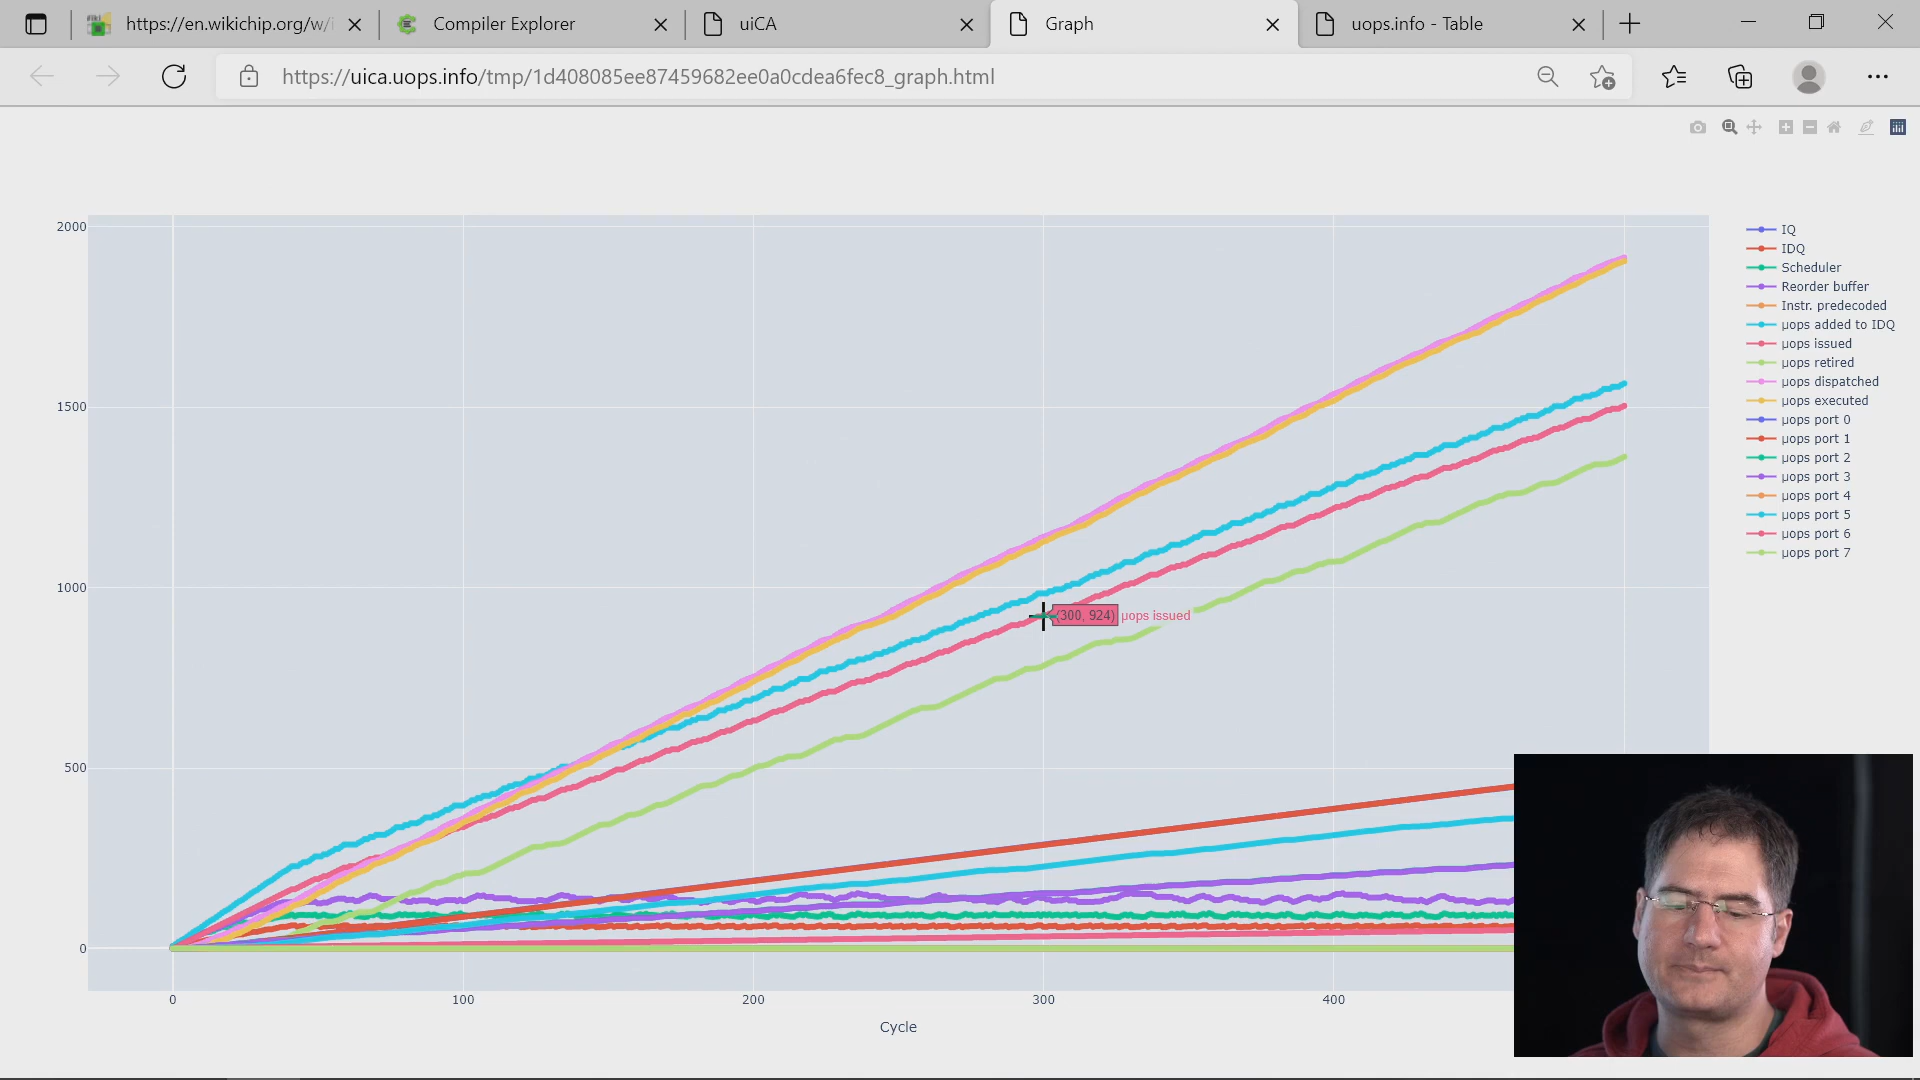 https://en.wikichip.org/w/i
Compiler Explorer
uiCA
Graph
uops.info - Table
https://uica.uops.info/tmp/1d408085ee87459682ee0a0cdea6fec8_graph.html
2000
1500
1000
500
0
(300, 924)
μops issued
0
100
200
300
400
Cycle
IQ
IDQ
Scheduler
Reorder buffer
Instr. predecoded
μops added to IDQ
μops issued
μops retired
μops dispatched
μops executed
μops port 0
μops port 1
μops port 2
μops port 3
μops port 4
μops port 5
μops port 6
μops port 7